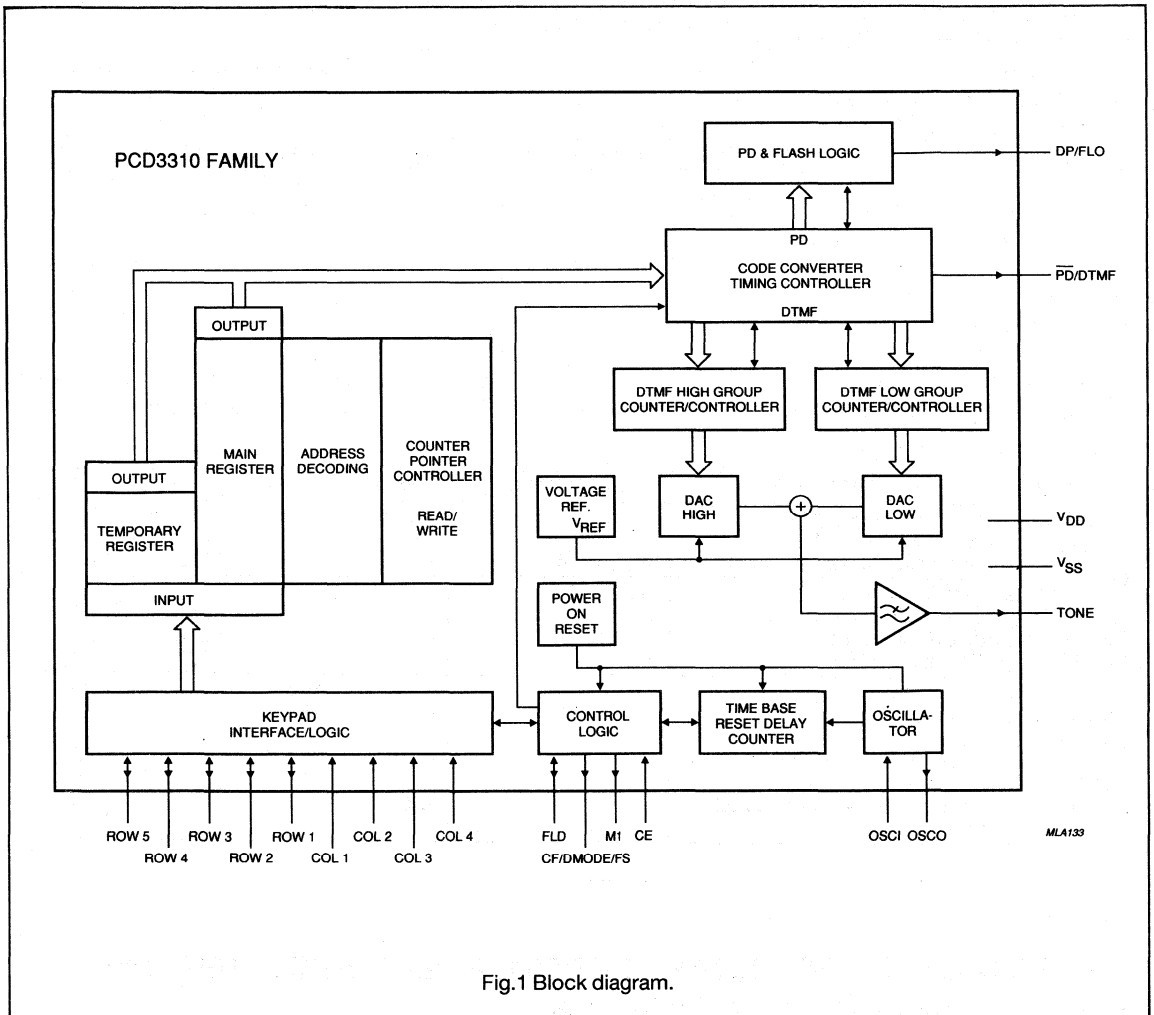 PCD3310 FAMILY
PD & FLASH LOGIC
DP/FLO
PD
CODE CONVERTER
TIMING CONTROLLER
DTMF
P̅D̅/DTMF
OUTPUT
MAIN
REGISTER
ADDRESS
DECODING
COUNTER
POINTER
CONTROLLER
READ/
WRITE
OUTPUT
TEMPORARY
REGISTER
INPUT
DTMF HIGH GROUP
COUNTER/CONTROLLER
DTMF LOW GROUP
COUNTER/CONTROLLER
VOLTAGE
REF.
VREF
DAC
HIGH
+
DAC
LOW
VDD
VSS
TONE
POWER
ON
RESET
KEYPAD
INTERFACE/LOGIC
CONTROL
LOGIC
TIME BASE
RESET DELAY
COUNTER
OSCILLA-
TOR
ROW 5
ROW 4
ROW 3
ROW 2
ROW 1
COL 1
COL 2
COL 3
COL 4
FLD
CF/DMODE/FS
M1
CE
OSCI
OSCO
MLA133
Fig.1 Block diagram.